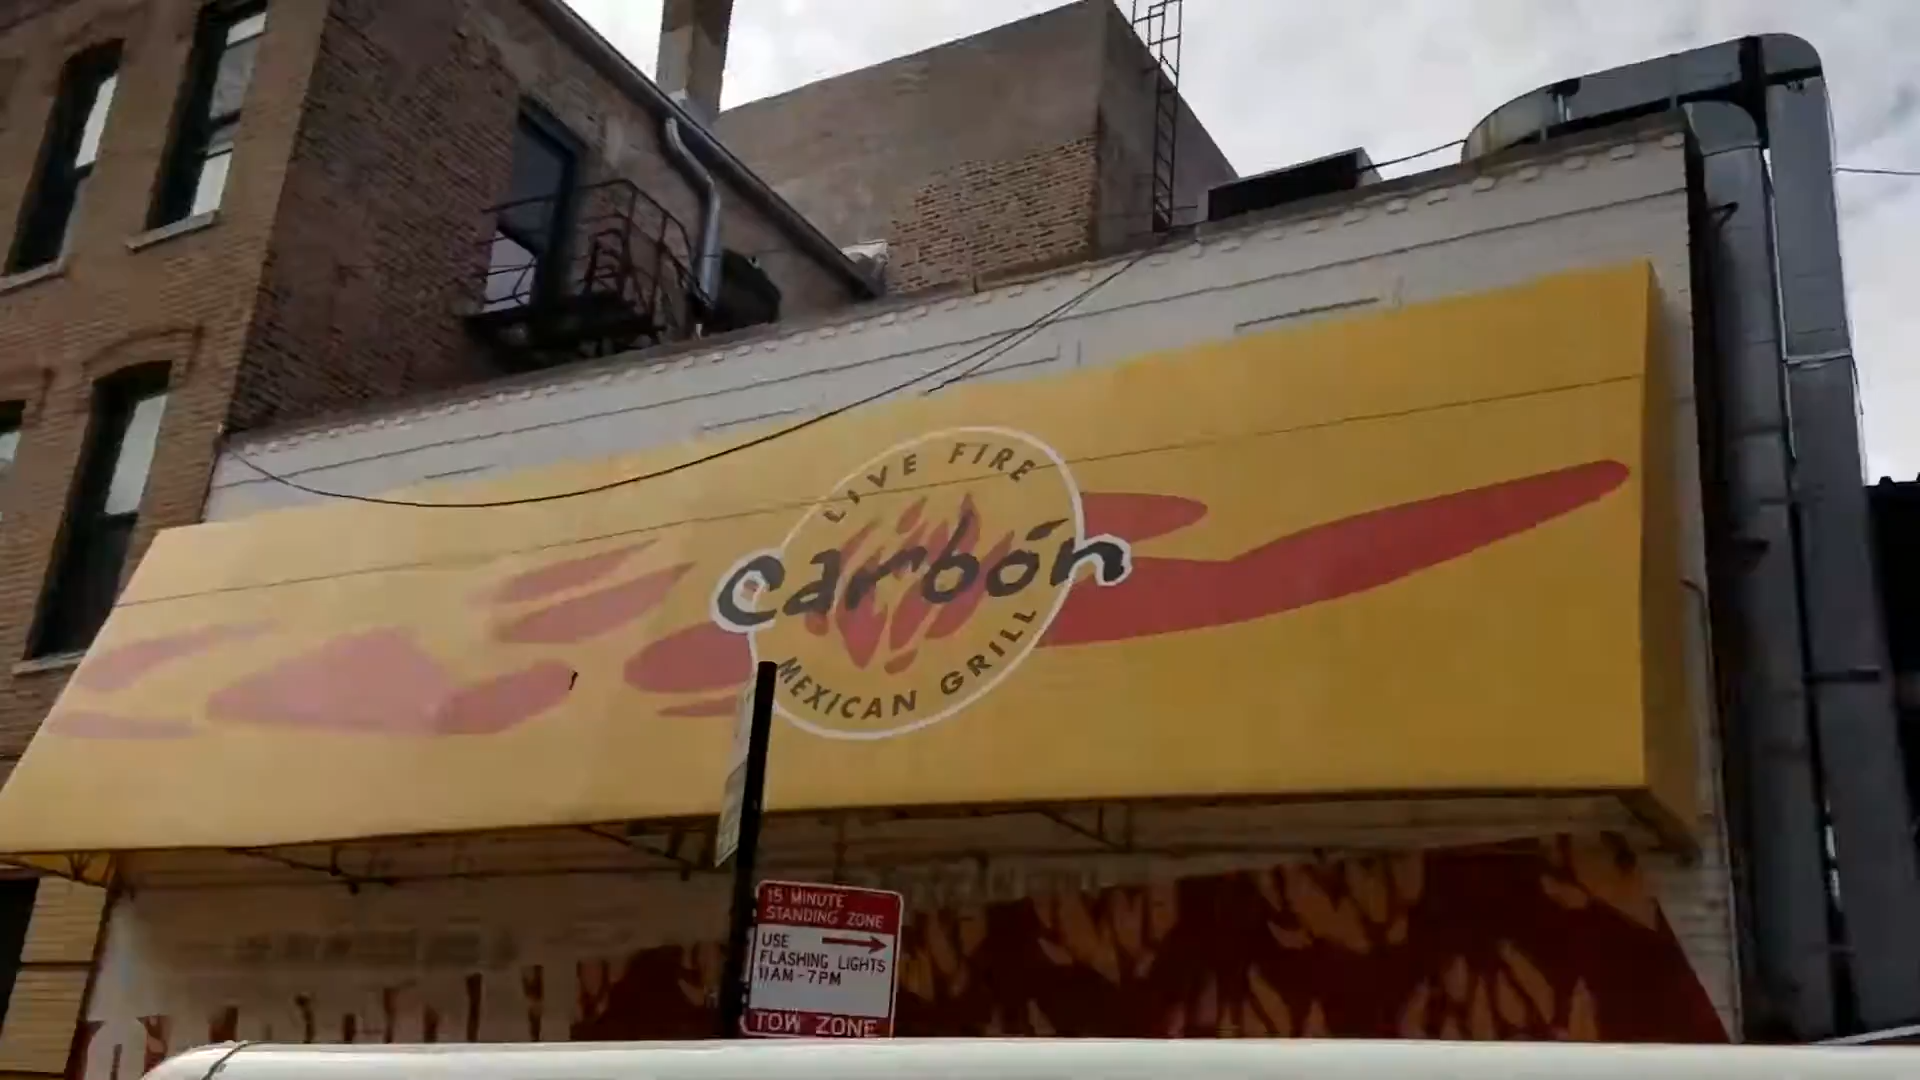 LIVE FIRE
carbón
MEXICAN GRILL
15 MINUTE
STANDING ZONE
USE
FLASHING LIGHTS
11AM-7PM
TOW ZONE